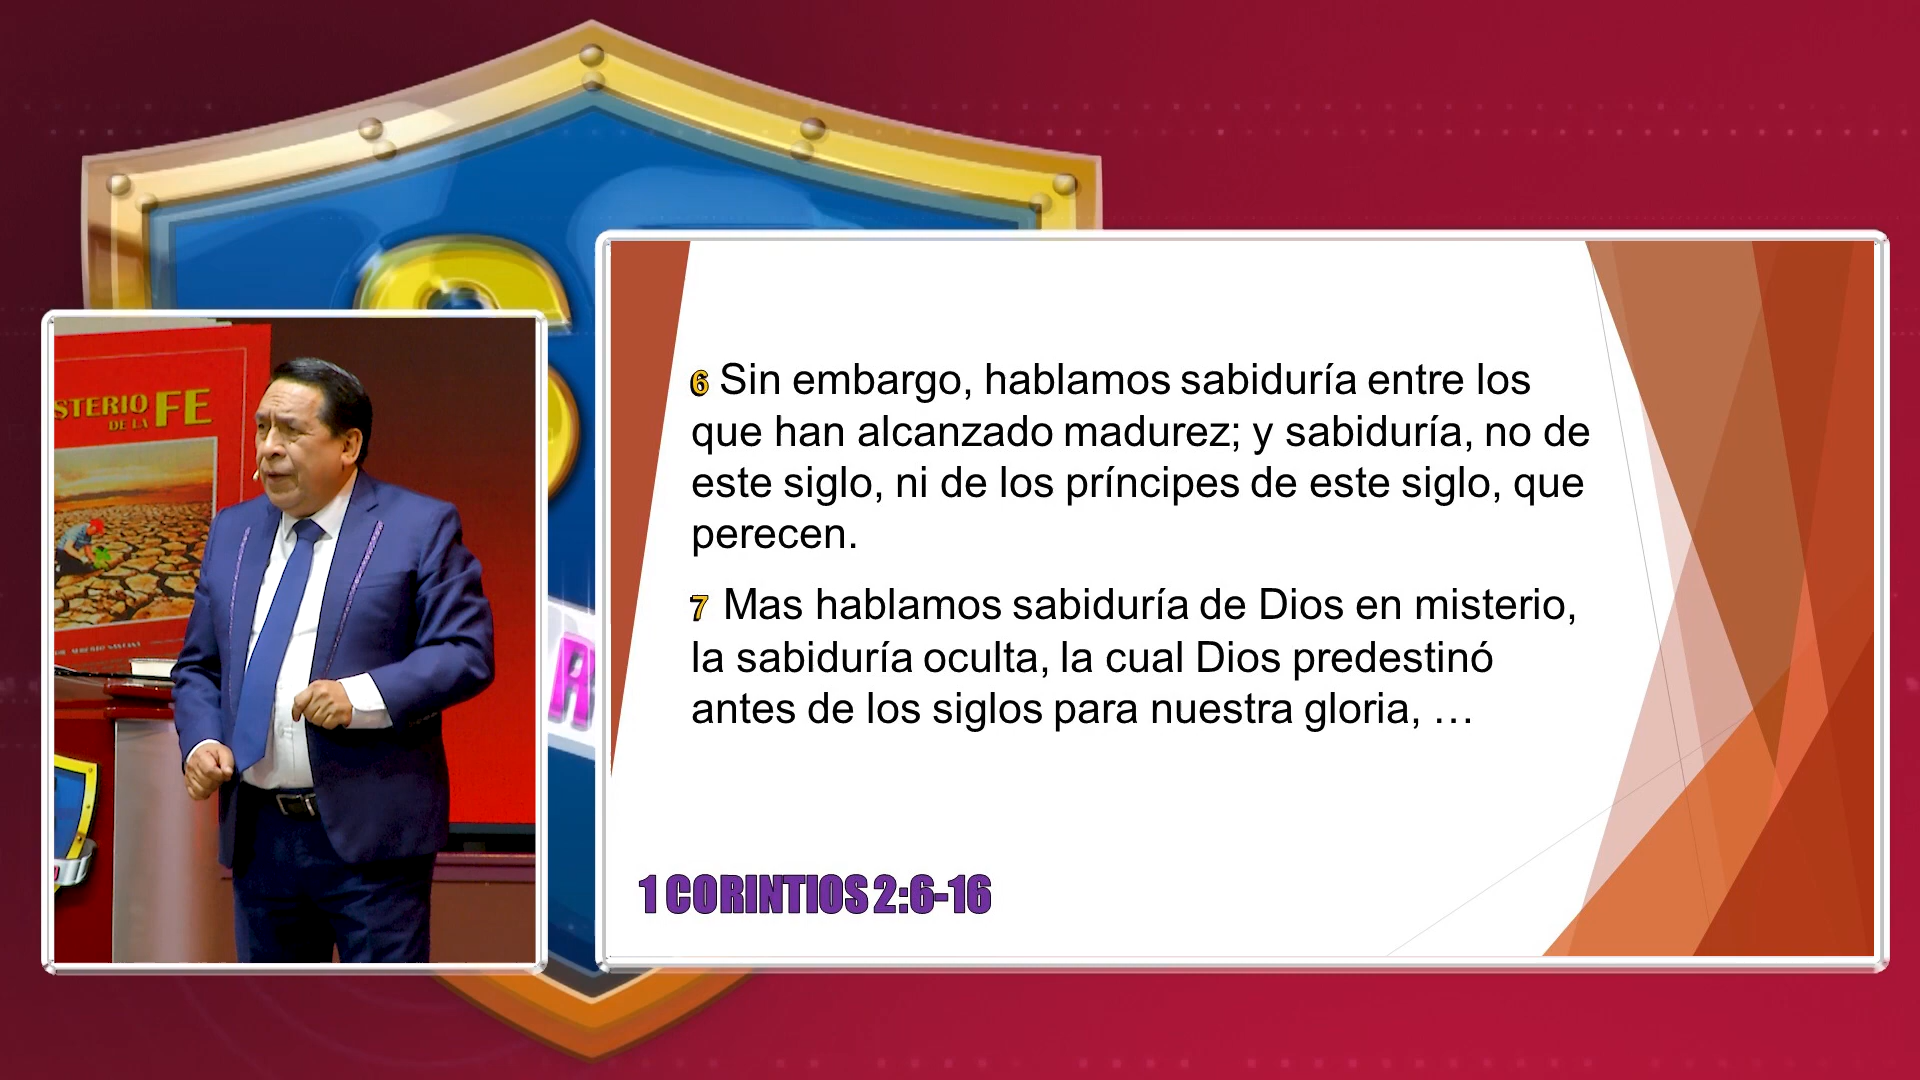 STERIO
DE LA FE
6 Sin embargo, hablamos sabiduría entre los
que han alcanzado madurez; y sabiduría, no de
este siglo, ni de los príncipes de este siglo, que
perecen.
7 Mas hablamos sabiduría de Dios en misterio,
la sabiduría oculta, la cual Dios predestinó
antes de los siglos para nuestra gloria, …
1 CORINTIOS 2:6-16